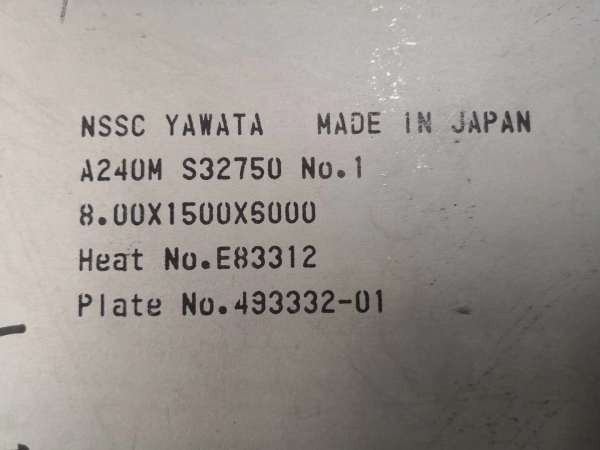 NSSC YAWATA MADE IN JAPAN
A240M S32750 No.1
8.00X1500X6000
Heat No.E83312
Plate No.493332-01